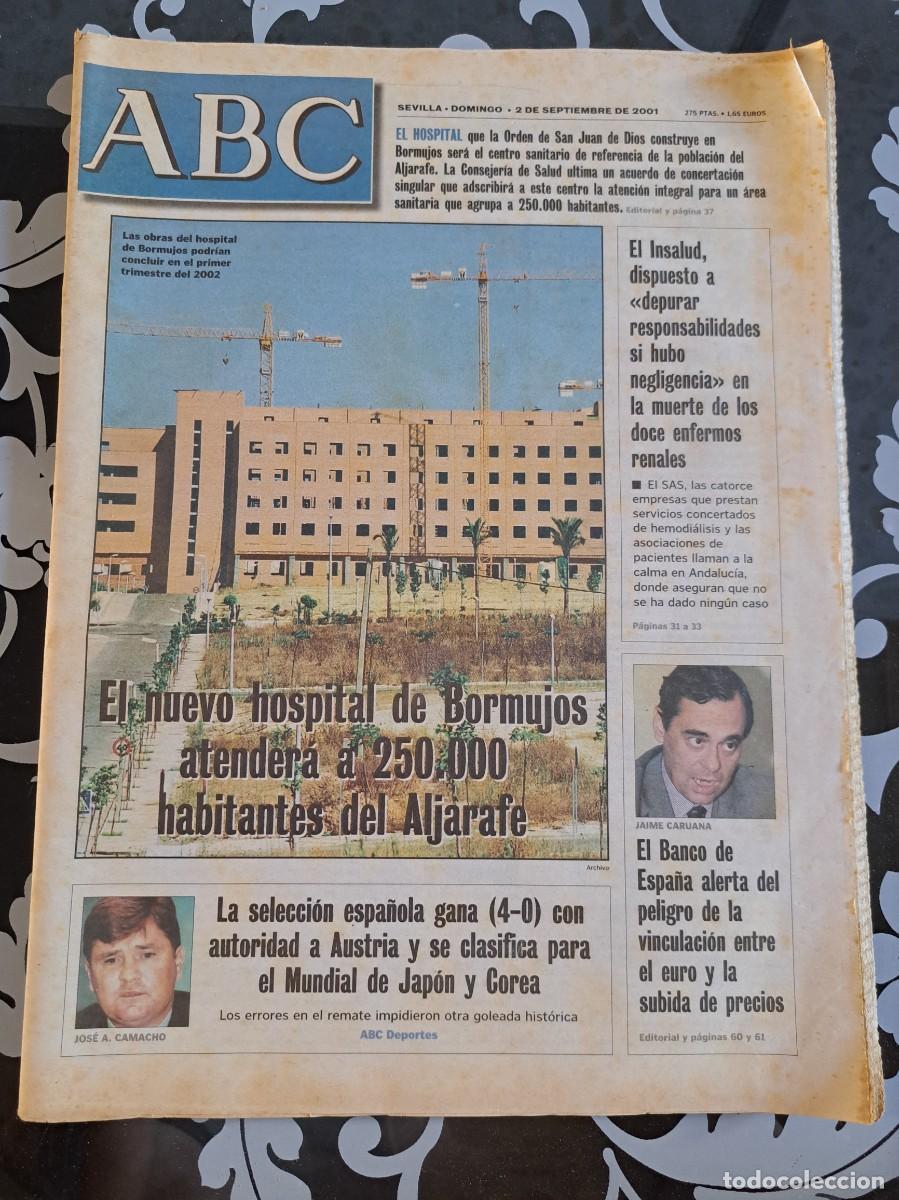 ABC
SEVILLA • DOMINGO • 2 DE SEPTIEMBRE DE 2001
275 PTAS. • 1,65 EUROS
EL HOSPITAL que la Orden de San Juan de Dios construye en
Bormujos será el centro sanitario de referencia de la población del
Aljarafe. La Consejería de Salud ultima un acuerdo de concertación
singular que adscribirá a este centro la atención integral para un área
sanitaria que agrupa a 250.000 habitantes. Editorial y página 37
Las obras del hospital
de Bormujos podrían
concluir en el primer
trimestre del 2002
El nuevo hospital de Bormujos
atenderá a 250.000
habitantes del Aljarafe
Archivo
El Insalud,
dispuesto a
«depurar
responsabilidades
si hubo
negligencia» en
la muerte de los
doce enfermos
renales
■ El SAS, las catorce
empresas que prestan
servicios concertados
de hemodiálisis y las
asociaciones de
pacientes llaman a la
calma en Andalucía,
donde aseguran que no
se ha dado ningún caso
Páginas 31 a 33
JAIME CARUANA
El Banco de
España alerta del
peligro de la
vinculación entre
el euro y la
subida de precios
Editorial y páginas 60 y 61
JOSÉ A. CAMACHO
La selección española gana (4-0) con
autoridad a Austria y se clasifica para
el Mundial de Japón y Corea
Los errores en el remate impidieron otra goleada histórica
ABC Deportes
todocoleccion